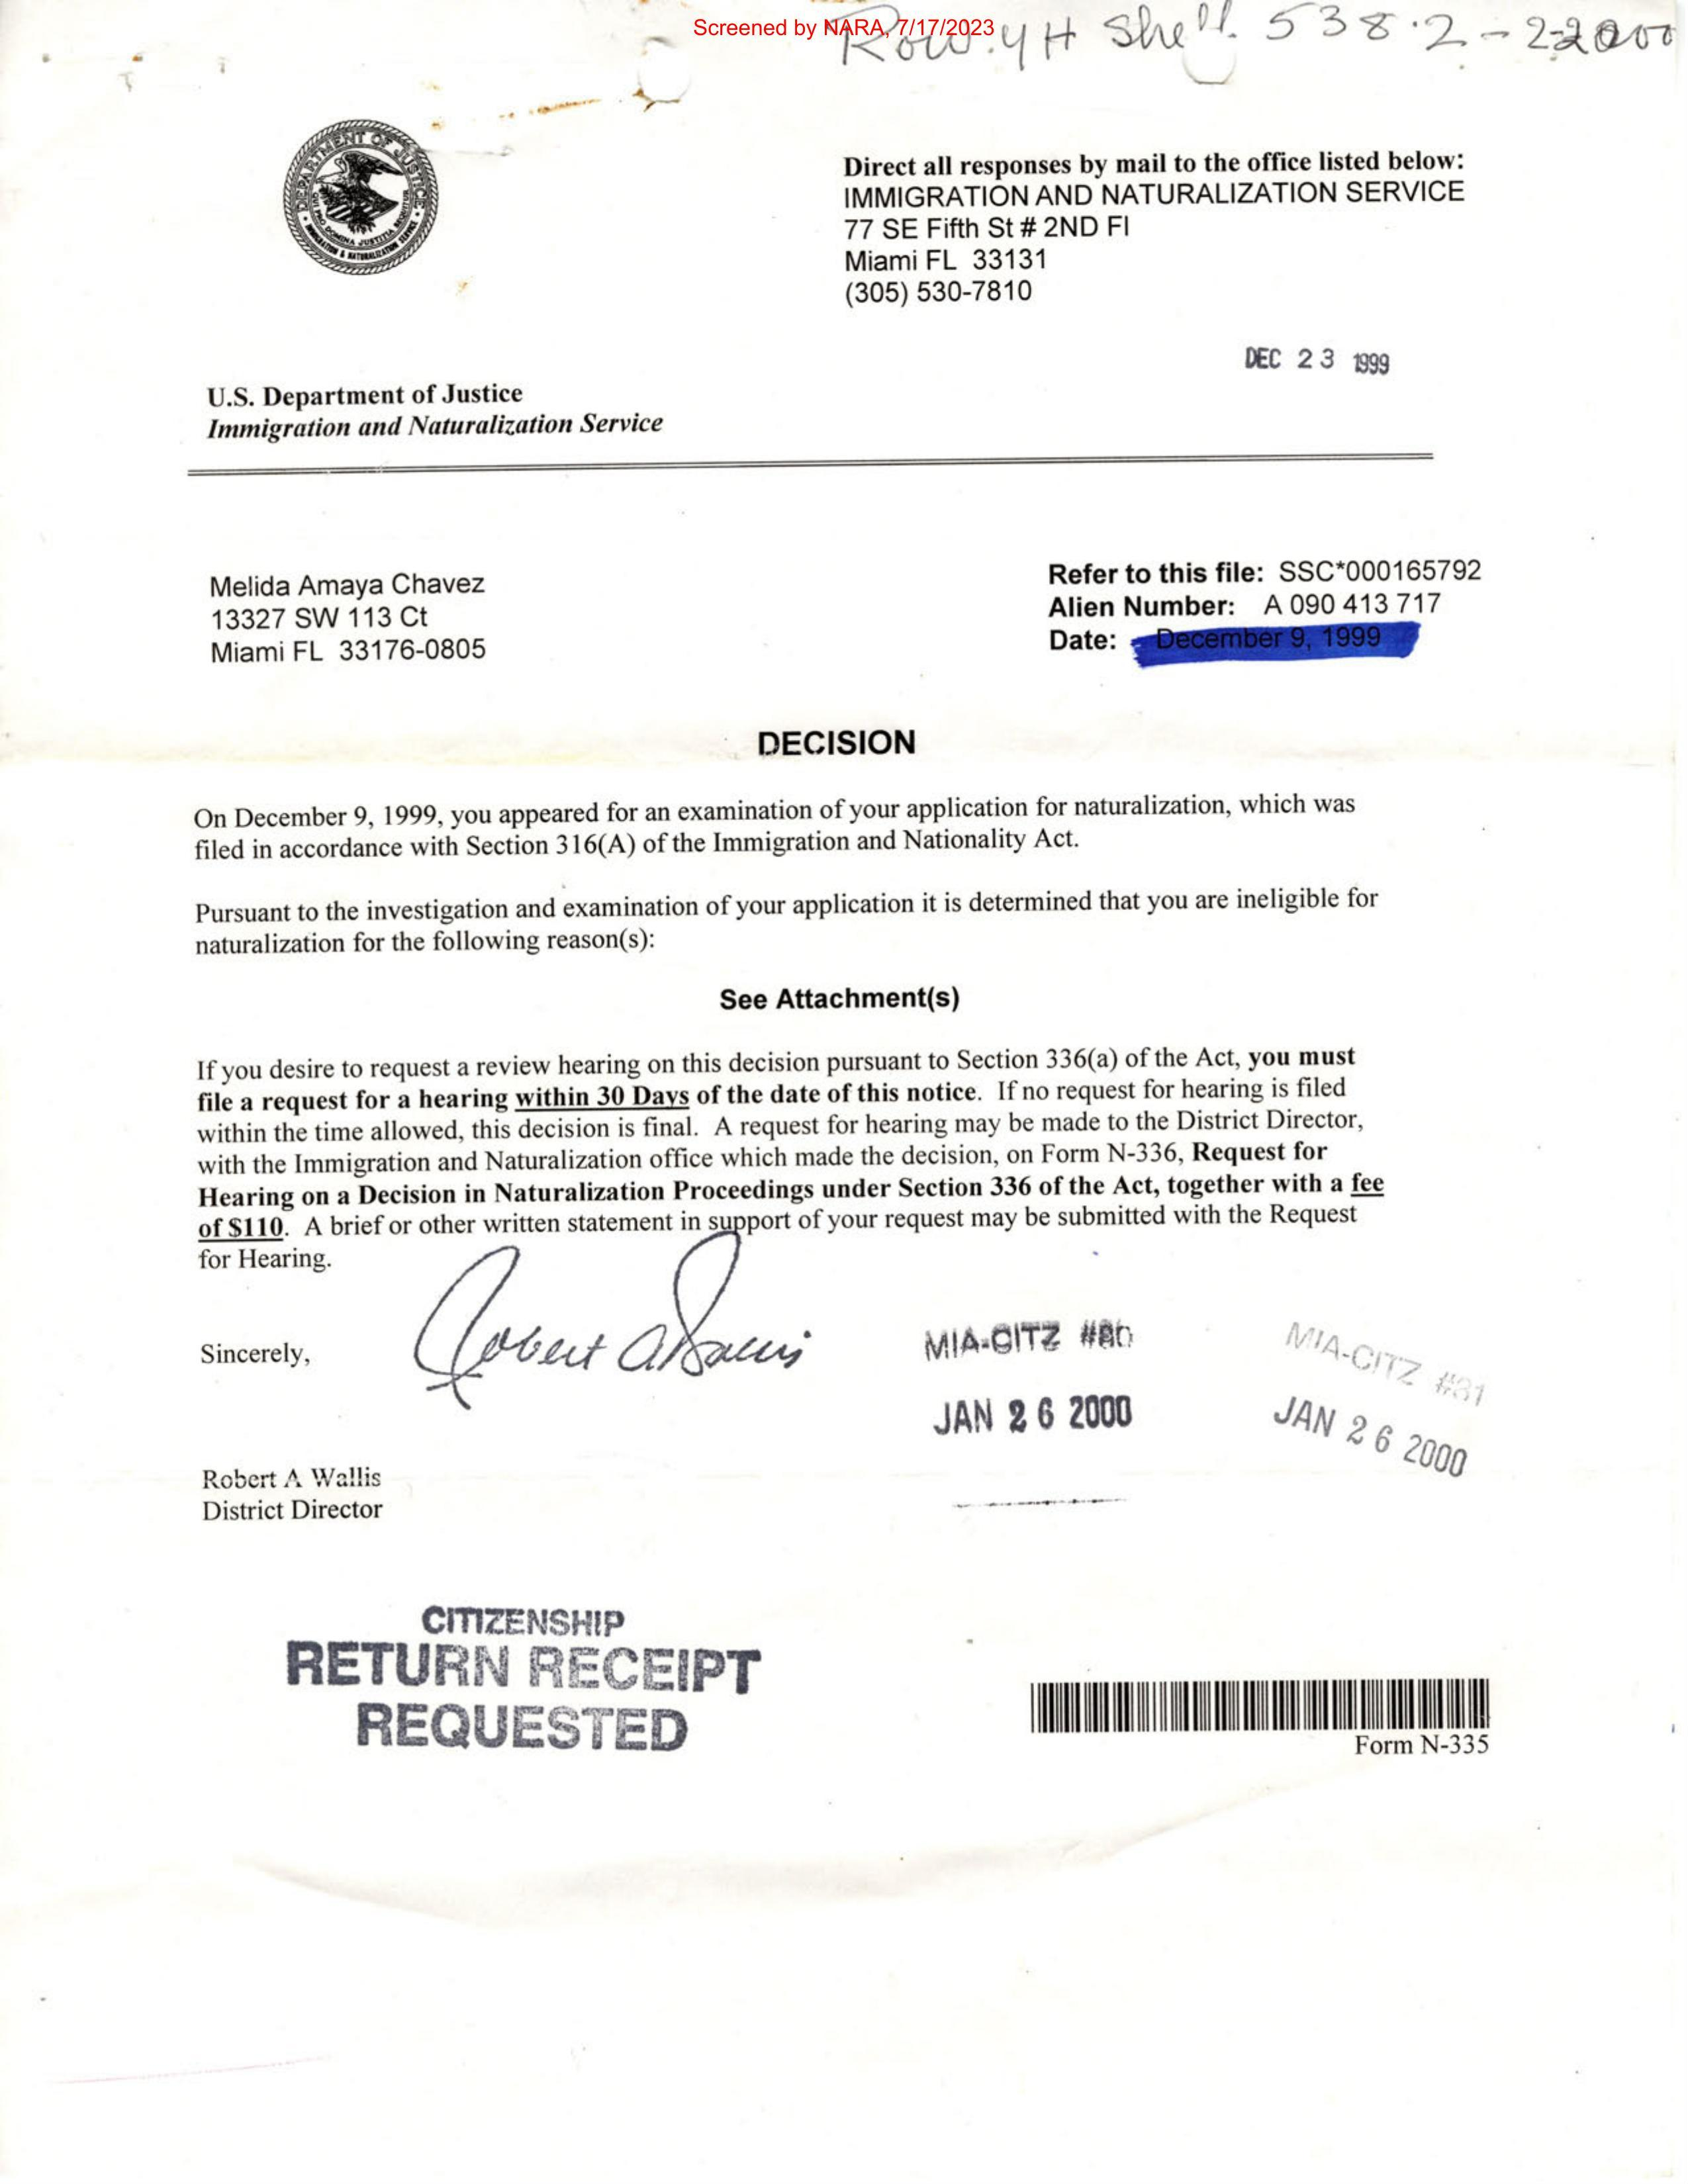 Screened by NARA, 7/17/2023
Row. 4 H Shelf. 538.2-22000
DEPARTMENT OF JUSTICE
QUI PRO DOMINA JUSTITIA SEQUITUR
IMMIGRATION & NATURALIZATION SERVICE
Direct all responses by mail to the office listed below:
IMMIGRATION AND NATURALIZATION SERVICE
77 SE Fifth St # 2ND Fl
Miami FL 33131
(305) 530-7810
DEC 23 1999
U.S. Department of Justice
Immigration and Naturalization Service
Melida Amaya Chavez
13327 SW 113 Ct
Miami FL 33176-0805
Refer to this file: SSC*000165792
Alien Number: A 090 413 717
Date: December 9, 1999
DECISION
On December 9, 1999, you appeared for an examination of your application for naturalization, which was
filed in accordance with Section 316(A) of the Immigration and Nationality Act.
Pursuant to the investigation and examination of your application it is determined that you are ineligible for
naturalization for the following reason(s):
See Attachment(s)
If you desire to request a review hearing on this decision pursuant to Section 336(a) of the Act, you must
file a request for a hearing within 30 Days of the date of this notice. If no request for hearing is filed
within the time allowed, this decision is final. A request for hearing may be made to the District Director,
with the Immigration and Naturalization office which made the decision, on Form N-336, Request for
Hearing on a Decision in Naturalization Proceedings under Section 336 of the Act, together with a fee
of $110. A brief or other written statement in support of your request may be submitted with the Request
for Hearing.
Sincerely,
Robert A Wallis
MIA-CITZ
JAN 26 2000
MIA-CITZ #31
JAN 26 2000
Robert A Wallis
District Director
CITIZENSHIP
RETURN RECEIPT
REQUESTED
Form N-335